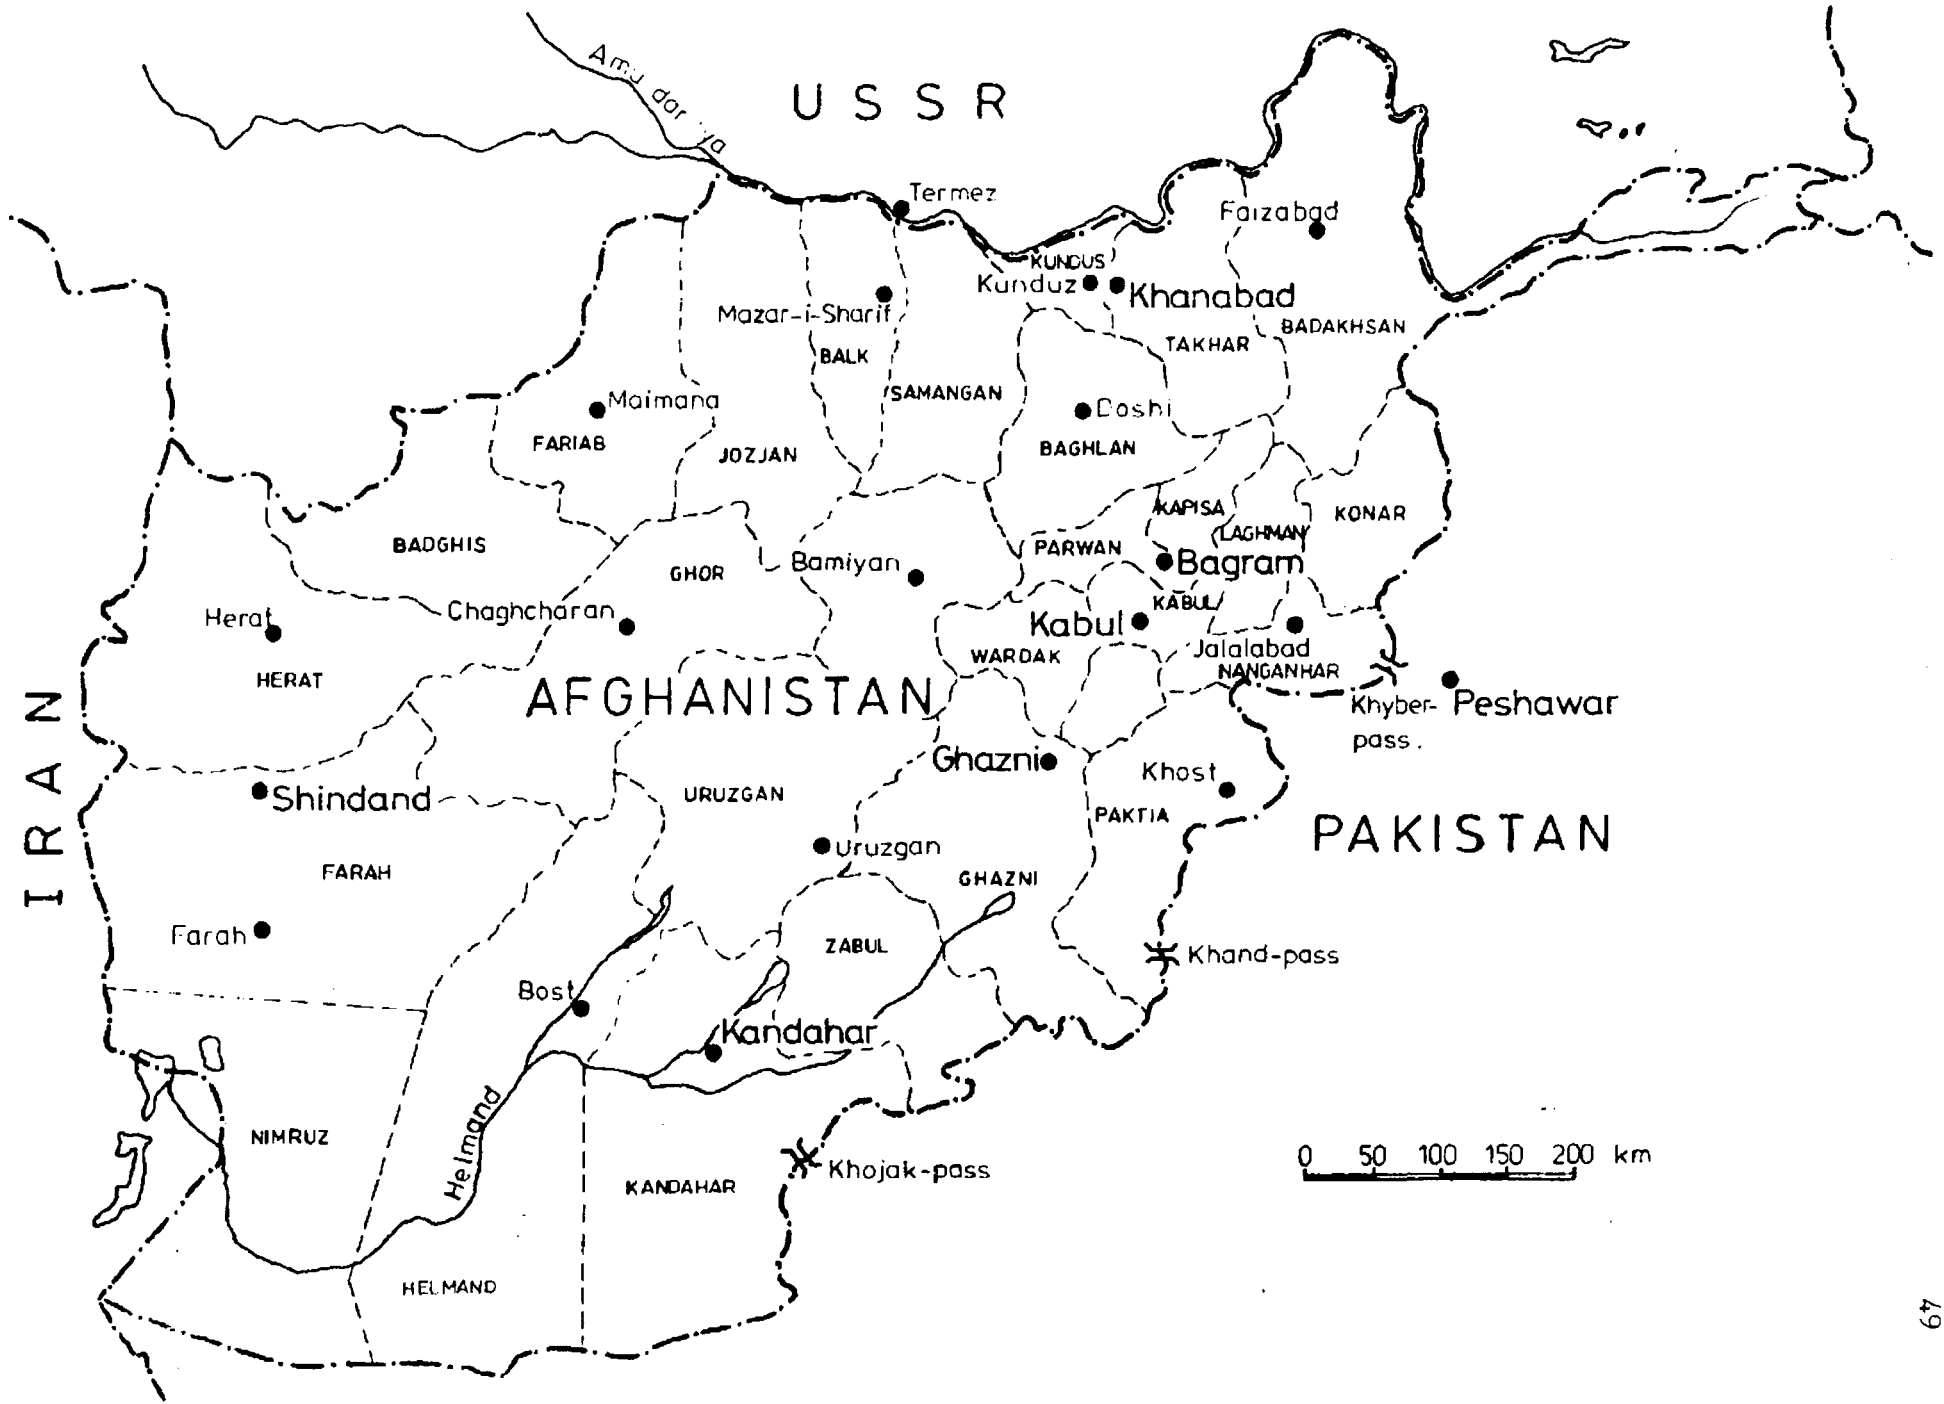 Amu dar ya
USSR
Termez
Faizabad
KUNDUS
Kunduz
Khanabad
Mazar-i-Sharif
BADAKHSAN
TAKHAR
BALK
SAMANGAN
Maimana
Doshi
FARIAB
JOZJAN
BAGHLAN
KAPISA
KONAR
LAGHMAN
BADGHIS
PARWAN
Bamiyan
Bagram
GHOR
KABUL
Chaghcharan
Herat
Kabul
Jalalabad
WARDAK
NANGANHAR
HERAT
AFGHANISTAN
Khyber-
pass.
Peshawar
IRAN
Ghazni
Khost
Shindand
URUZGAN
PAKTIA
PAKISTAN
Uruzgan
FARAH
GHAZNI
Farah
ZABUL
Khand-pass
Bost
Kandahar
Helmand
NIMRUZ
Khojak-pass
0 50 100 150 200 km
KANDAHAR
HELMAND
49